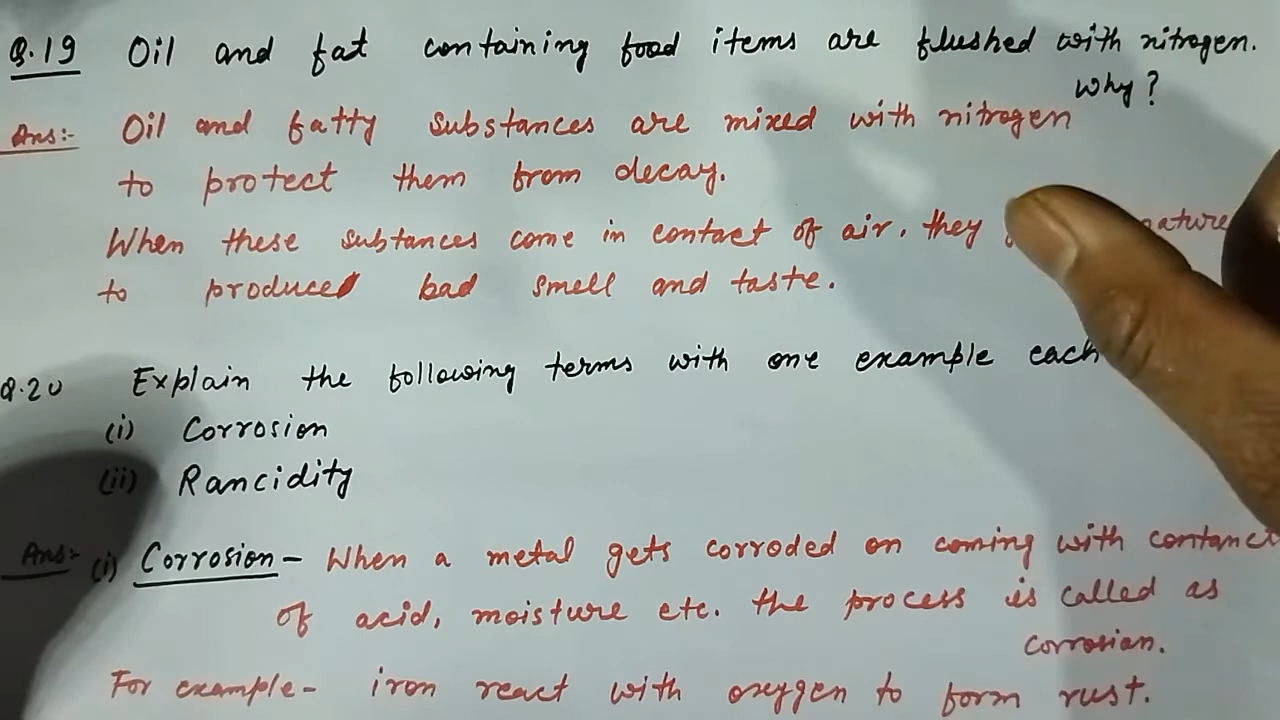 Q.19 Oil and fat containing food items are flushed with nitrogen.
Why?
Ans:- Oil and fatty substances are mixed with nitrogen
to protect them from decay.
When these substances come in contact of air. they
to produce bad smell and taste.
Q.20 Explain the following terms with one example each
(i) Corrosion
(ii) Rancidity
Ans:- (i) Corrosion - When a metal gets corroded on coming with contanct
of acid, moisture etc. the process is called as
corrosian.
For example - iron react with oxygen to form rust.